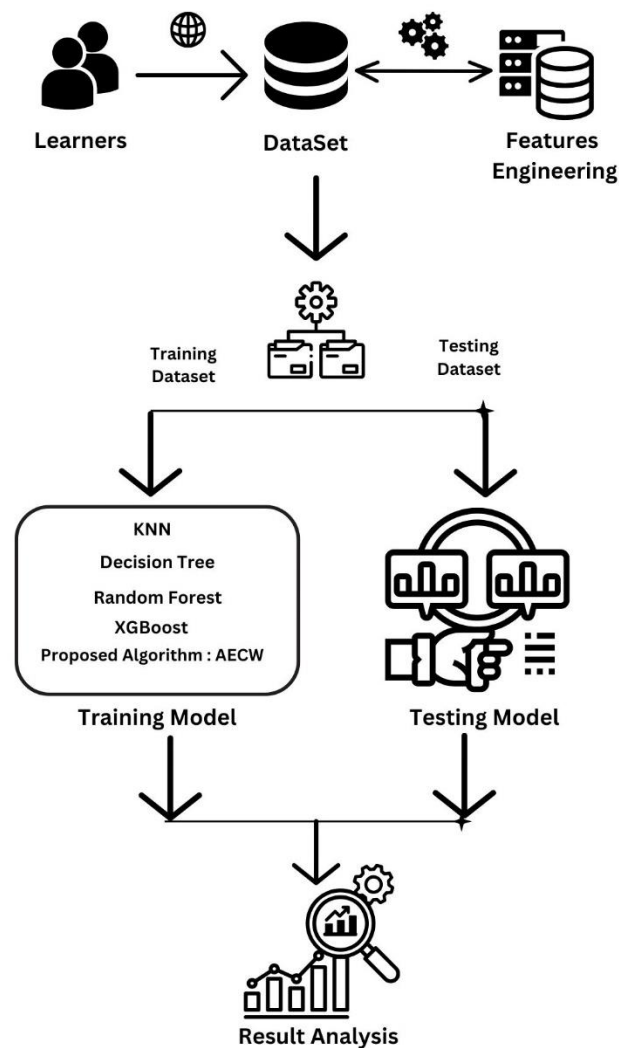 Learners
DataSet
Features
Engineering
Training
Dataset
Testing
Dataset
KNN
Decision Tree
Random Forest
XGBoost
Proposed Algorithm : AECW
Training Model
Testing Model
Result Analysis